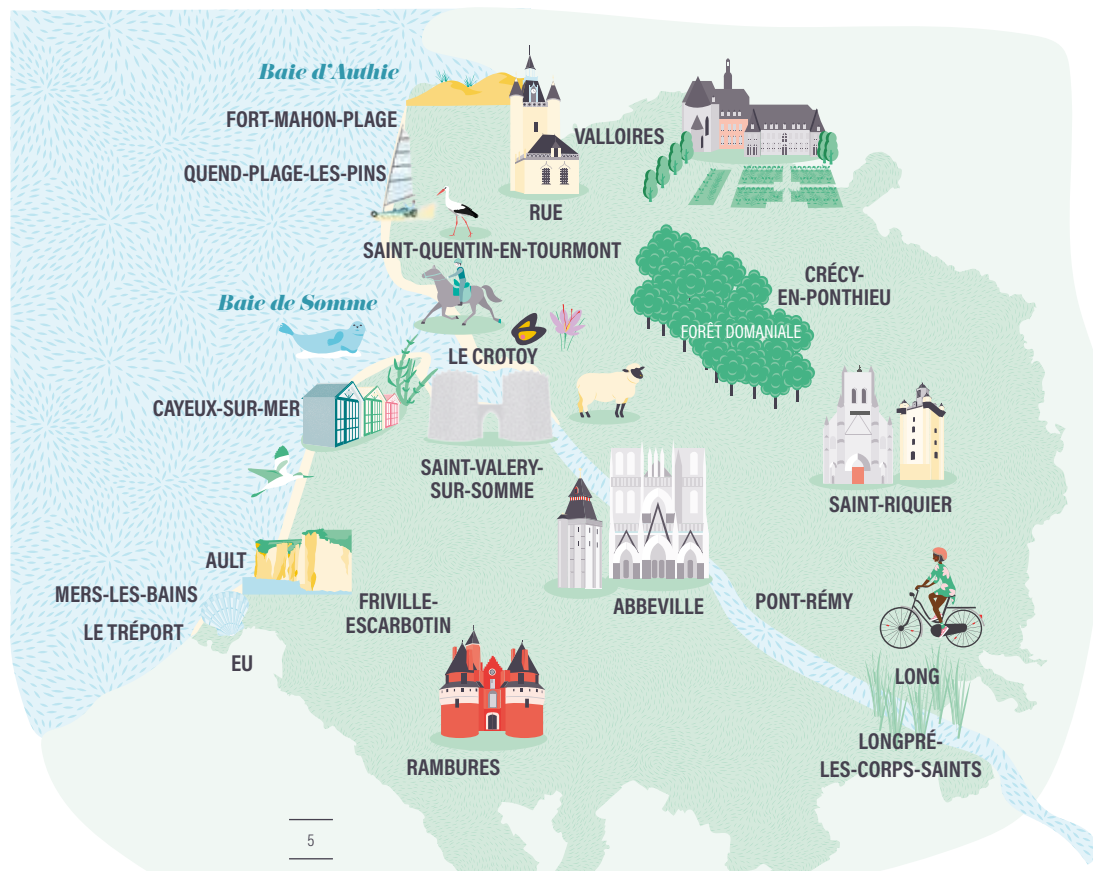 Baie d'Authie
FORT-MAHON-PLAGE
VALLOIRES
QUEND-PLAGE-LES-PINS
RUE
SAINT-QUENTIN-EN-TOURMONT
CRÉCY-
EN-PONTHIEU
Baie de Somme
FORÊT DOMANIALE
LE CROTOY
CAYEUX-SUR-MER
SAINT-VALERY-
SUR-SOMME
SAINT-RIQUIER
AULT
MERS-LES-BAINS
LE TRÉPORT
FRIVILLE-
ESCARBOTIN
ABBEVILLE
PONT-RÉMY
EU
LONG
LONGPRÉ-
LES-CORPS-SAINTS
RAMBURES
5